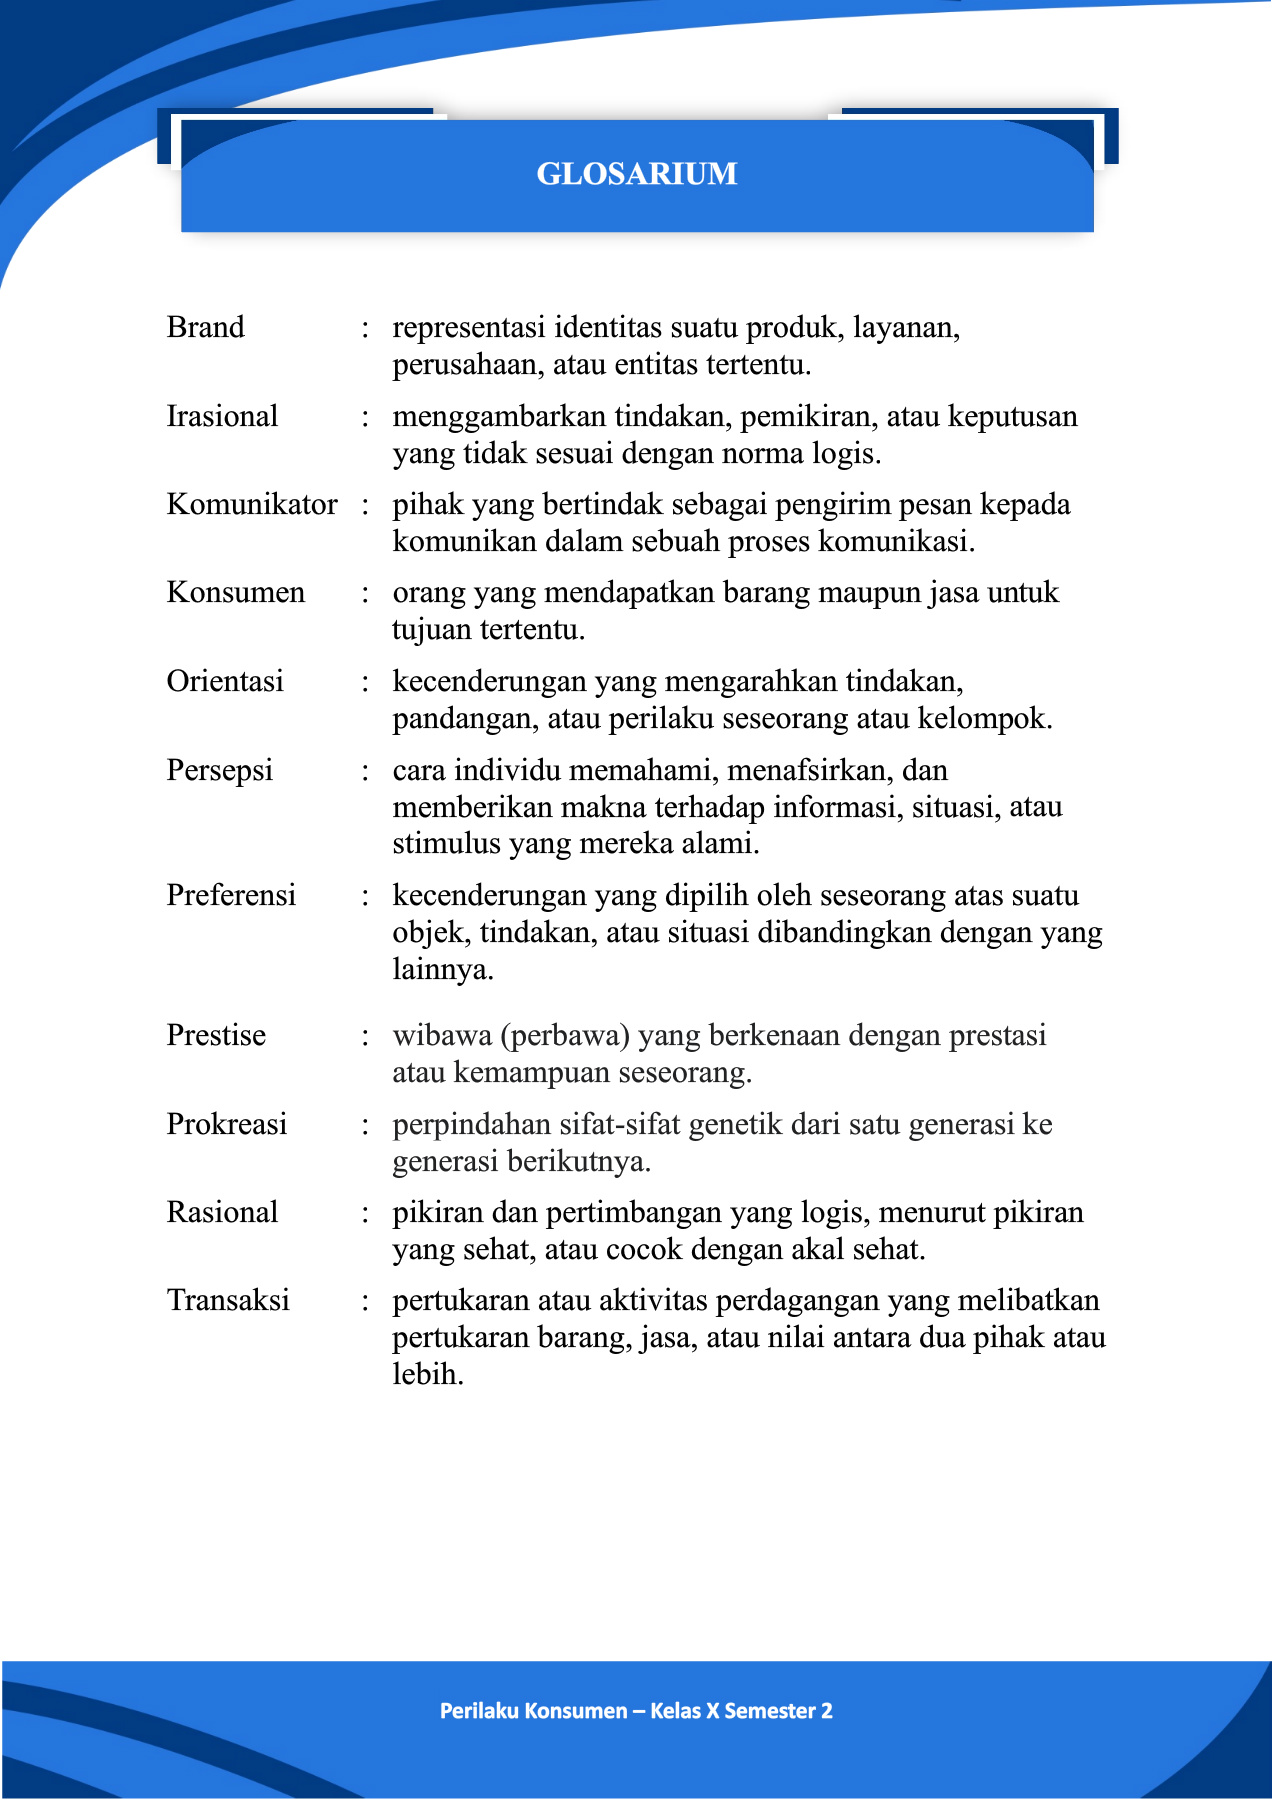 GLOSARIUM
Brand : representasi identitas suatu produk, layanan,
perusahaan, atau entitas tertentu.
Irasional : menggambarkan tindakan, pemikiran, atau keputusan
yang tidak sesuai dengan norma logis.
Komunikator : pihak yang bertindak sebagai pengirim pesan kepada
komunikan dalam sebuah proses komunikasi.
Konsumen : orang yang mendapatkan barang maupun jasa untuk
tujuan tertentu.
Orientasi : kecenderungan yang mengarahkan tindakan,
pandangan, atau perilaku seseorang atau kelompok.
Persepsi : cara individu memahami, menafsirkan, dan
memberikan makna terhadap informasi, situasi, atau
stimulus yang mereka alami.
Preferensi : kecenderungan yang dipilih oleh seseorang atas suatu
objek, tindakan, atau situasi dibandingkan dengan yang
lainnya.
Prestise : wibawa (perbawa) yang berkenaan dengan prestasi
atau kemampuan seseorang.
Prokreasi : perpindahan sifat-sifat genetik dari satu generasi ke
generasi berikutnya.
Rasional : pikiran dan pertimbangan yang logis, menurut pikiran
yang sehat, atau cocok dengan akal sehat.
Transaksi : pertukaran atau aktivitas perdagangan yang melibatkan
pertukaran barang, jasa, atau nilai antara dua pihak atau
lebih.
Perilaku Konsumen – Kelas X Semester 2